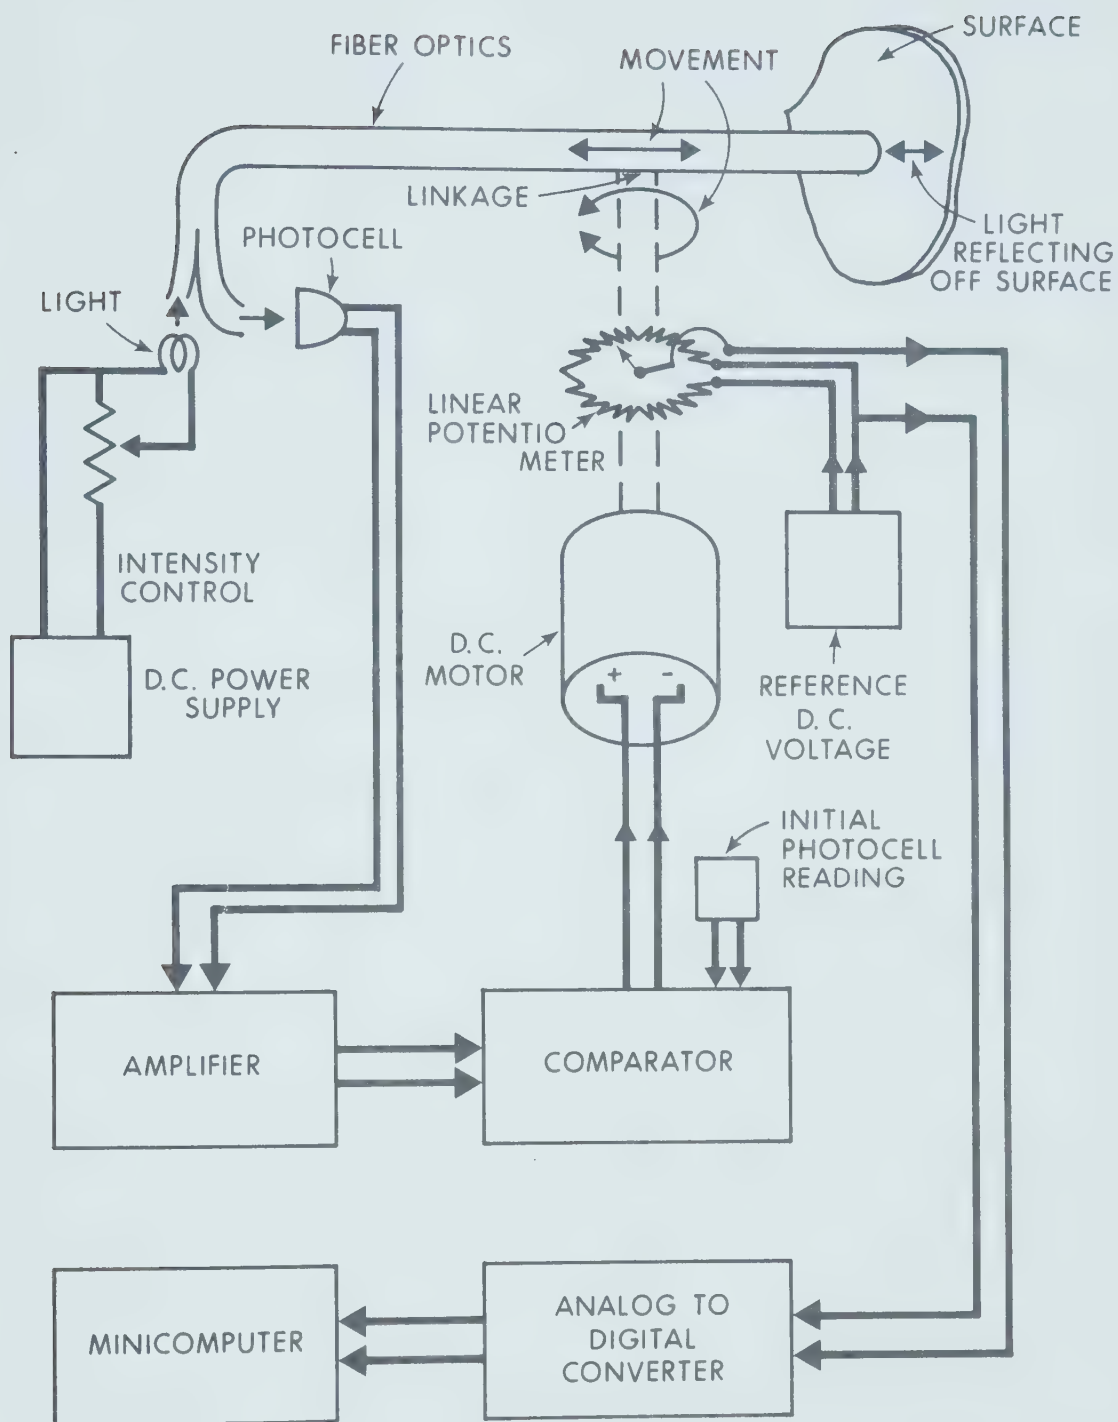 SURFACE
FIBER OPTICS
MOVEMENT
LINKAGE
PHOTOCELL
LIGHT
REFLECTING
OFF SURFACE
LIGHT
LINEAR
POTENTIO
METER
INTENSITY
CONTROL
D.C.
MOTOR
+ -
D.C. POWER
SUPPLY
REFERENCE
D.C.
VOLTAGE
INITIAL
PHOTOCELL
READING
AMPLIFIER
COMPARATOR
MINICOMPUTER
ANALOG TO
DIGITAL
CONVERTER